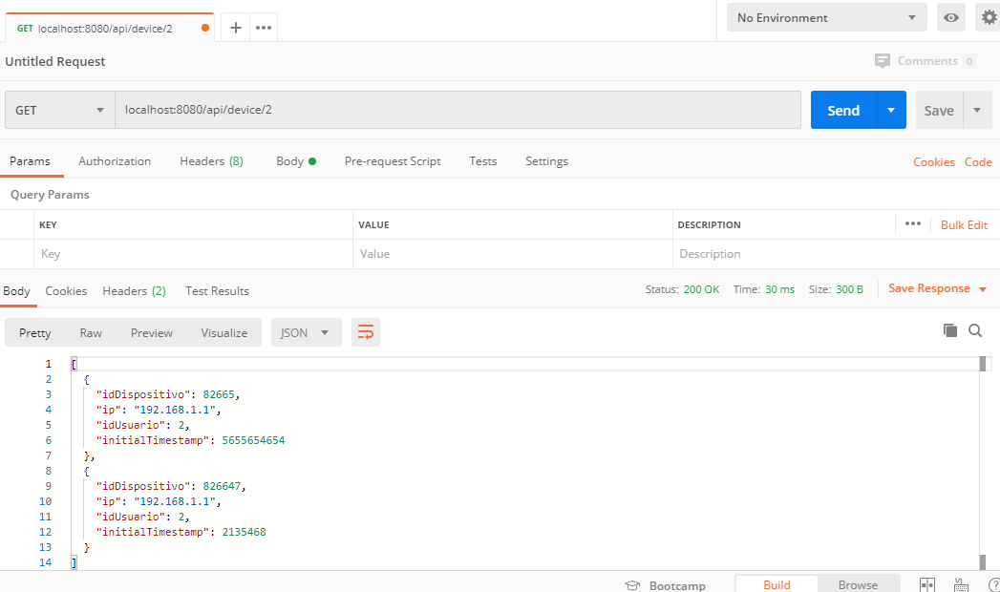 GET localhost:8080/api/device/2
No Environment
Untitled Request
Comments 0
GET localhost:8080/api/device/2 Send Save
Params Authorization Headers (8) Body Pre-request Script Tests Settings Cookies Code
Query Params
KEY VALUE DESCRIPTION Bulk Edit
Key Value Description
Body Cookies Headers (2) Test Results Status: 200 OK Time: 30 ms Size: 300 B Save Response
Pretty Raw Preview Visualize JSON
1 [
2 {
3 "idDispositivo": 82665,
4 "ip": "192.168.1.1",
5 "idUsuario": 2,
6 "initialTimestamp": 5655654654
7 },
8 {
9 "idDispositivo": 826647,
10 "ip": "192.168.1.1",
11 "idUsuario": 2,
12 "initialTimestamp": 2135468
13 }
14 ]
Bootcamp Build Browse